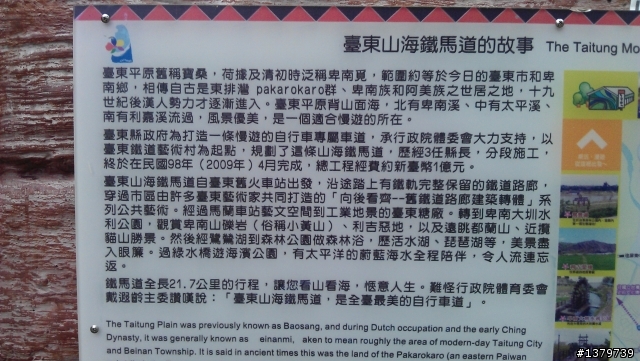 臺東山海鐵馬道的故事 The Taitung Mo
臺東平原舊稱寶桑，荷據及清初時泛稱卑南覓，範圍約等於今日的臺東市和卑
南鄉，相傳自古是東排灣 pakarokaro群、卑南族和阿美族之世居之地，十九
世紀後漢人勢力才逐漸進入。臺東平原背山面海，北有卑南溪、中有太平溪、
南有利嘉溪流過，風景優美，是一個適合慢遊的所在。
臺東縣政府為打造一條慢遊的自行車專屬車道，承行政院體委會大力支持，以
臺東鐵道藝術村為起點，規劃了這條山海鐵馬道，歷經3任縣長，分段施工，
終於在民國98年（2009年）4月完成，總工程經費約新臺幣1億元。
臺東山海鐵馬道自臺東舊火車站出發，沿途踏上有鐵軌完整保留的鐵道路廊，
穿過市區由許多臺東藝術家共同打造的「向後看齊--舊鐵道路廊建築轉體」系
列公共藝術。經過馬蘭車站藝文空間到工業地景的臺東糖廠。轉到卑南大圳水
利公園，觀賞卑南山礫岩（俗稱小黃山）、利吉惡地，以及遠眺都蘭山、近攬
貓山勝景。然後經鷺鷥湖到森林公園做森林浴，歷活水湖、琵琶湖等，美景盡
入眼簾。過綠水橋遊海濱公園，有太平洋的蔚藍海水全程陪伴，令人流連忘
返。
鐵馬道全長21.7公里的行程，讓您看山看海，愜意人生。難怪行政院體育委員會
戴遐齡主委讚嘆說：「臺東山海鐵馬道，是全臺最美的自行車道」。
The Taitung Plain was previously known as Baosang, and during Dutch occupation and the early Ching
Dynasty, it was generally known as einanmi, aken to mean roughly the area of modern-day Taitung City
and Beinan Township. It is said in ancient times this was the land of the Pakarokaro (an eastern Paiwan
#1379739